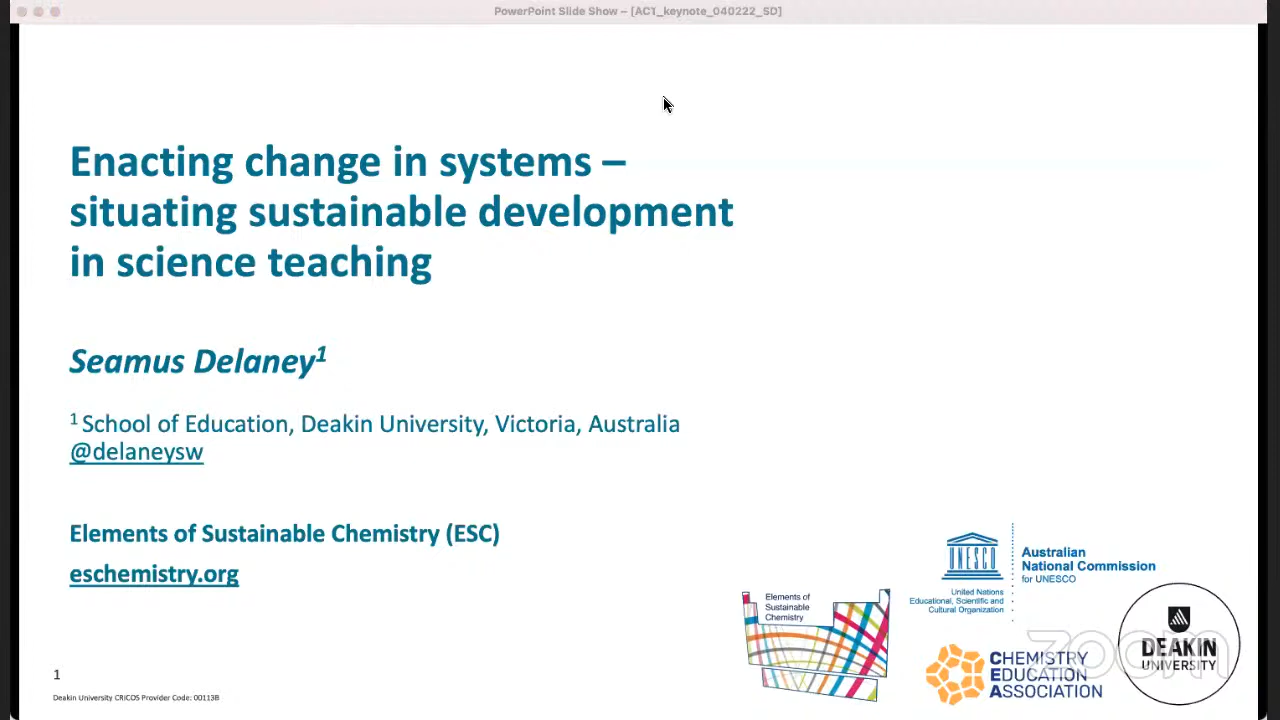 PowerPoint Slide Show – [ACT_keynote_040222_SD]
Enacting change in systems –
situating sustainable development
in science teaching
Seamus Delaney1
1 School of Education, Deakin University, Victoria, Australia
@delaneysw
Elements of Sustainable Chemistry (ESC)
eschemistry.org
1
Deakin University CRICOS Provider Code: 00113B
Elements of
Sustainable
Chemistry
UNESCO
United Nations
Educational, Scientific and
Cultural Organization
Australian
National Commission
for UNESCO
CHEMISTRY
EDUCATION
ASSOCIATION
DEAKIN
UNIVERSITY
zoom